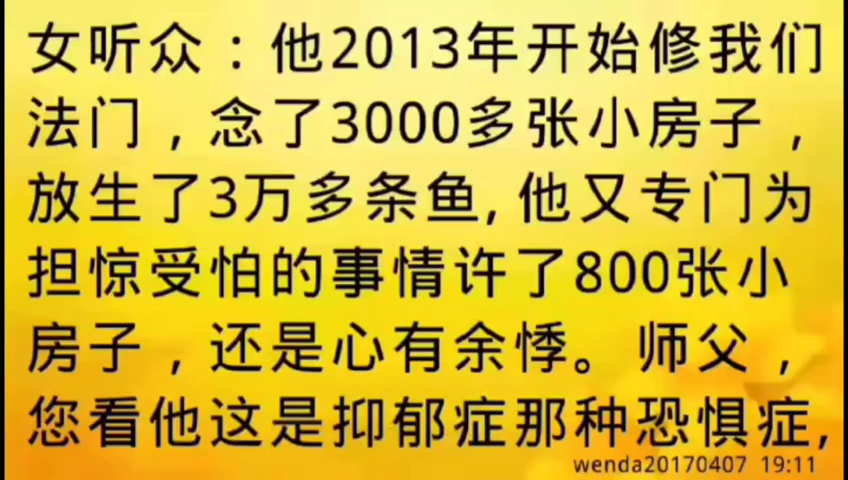 女听众：他2013年开始修我们
法门，念了3000多张小房子，
放生了3万多条鱼, 他又专门为
担惊受怕的事情许了800张小
房子，还是心有余悸。师父，
您看他这是抑郁症那种恐惧症,
wenda20170407 19:11